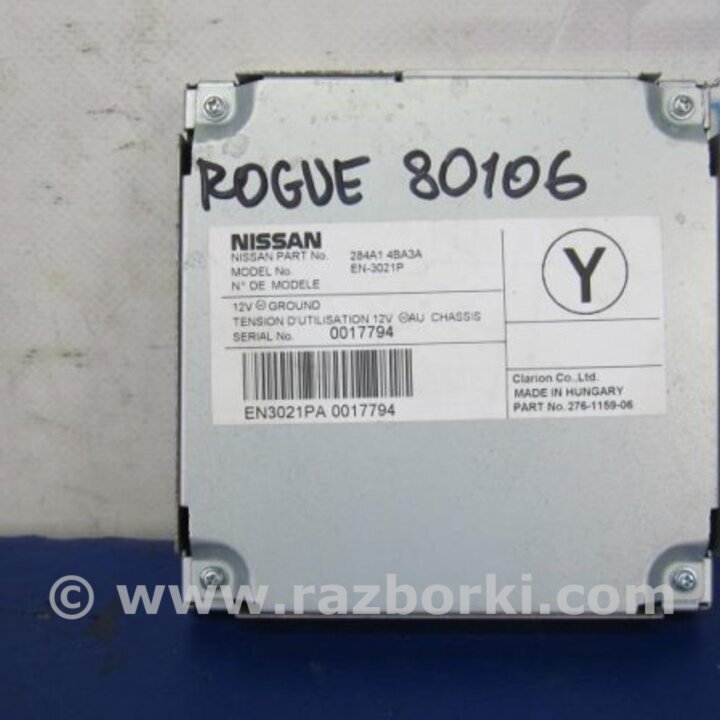 ROGUE 80106
NISSAN
NISSAN PART No. 284A1 4BA3A
MODEL No EN-3021P
N° DE MODELE
12V ⊖ GROUND
TENSION D'UTILISATION 12V ⊖AU CHASSIS
SERIAL No. 0017794
EN3021PA 0017794
Y
Clarion Co.,Ltd.
MADE IN HUNGARY
PART No. 276-1159-06
© www.razborki.com